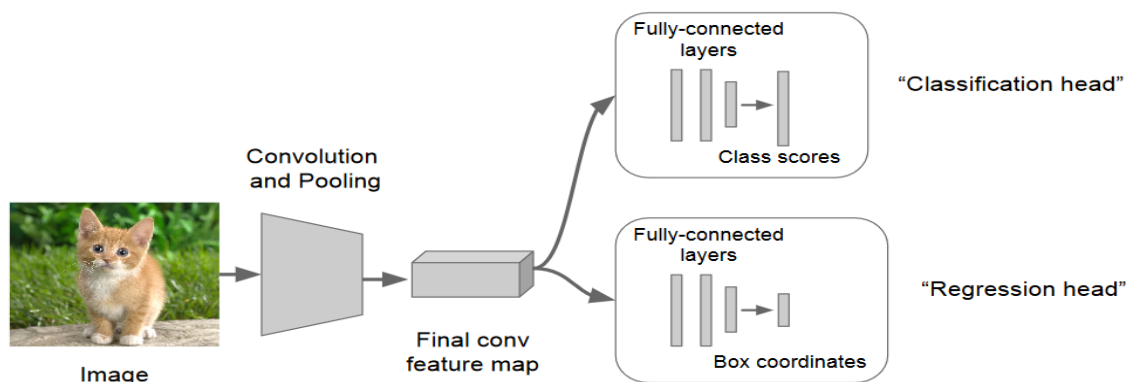 Fully-connected
layers
Class scores
“Classification head”
Convolution
and Pooling
Image
Final conv
feature map
Fully-connected
layers
Box coordinates
“Regression head”